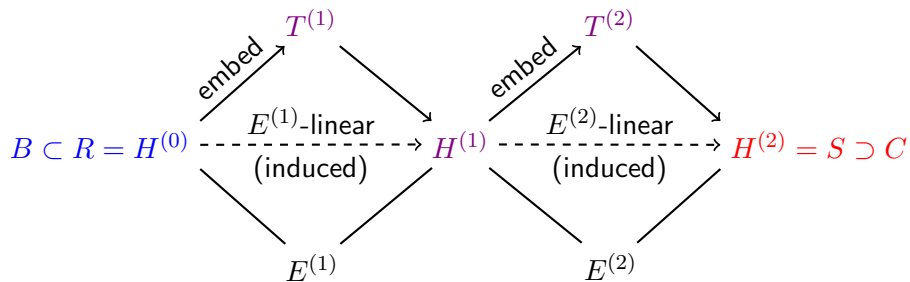 T^{(1)} T^{(2)}
embed embed
E^{(1)}-linear E^{(2)}-linear
B ⊂ R = H^{(0)} H^{(1)} H^{(2)} = S ⊃ C
(induced) (induced)
E^{(1)} E^{(2)}